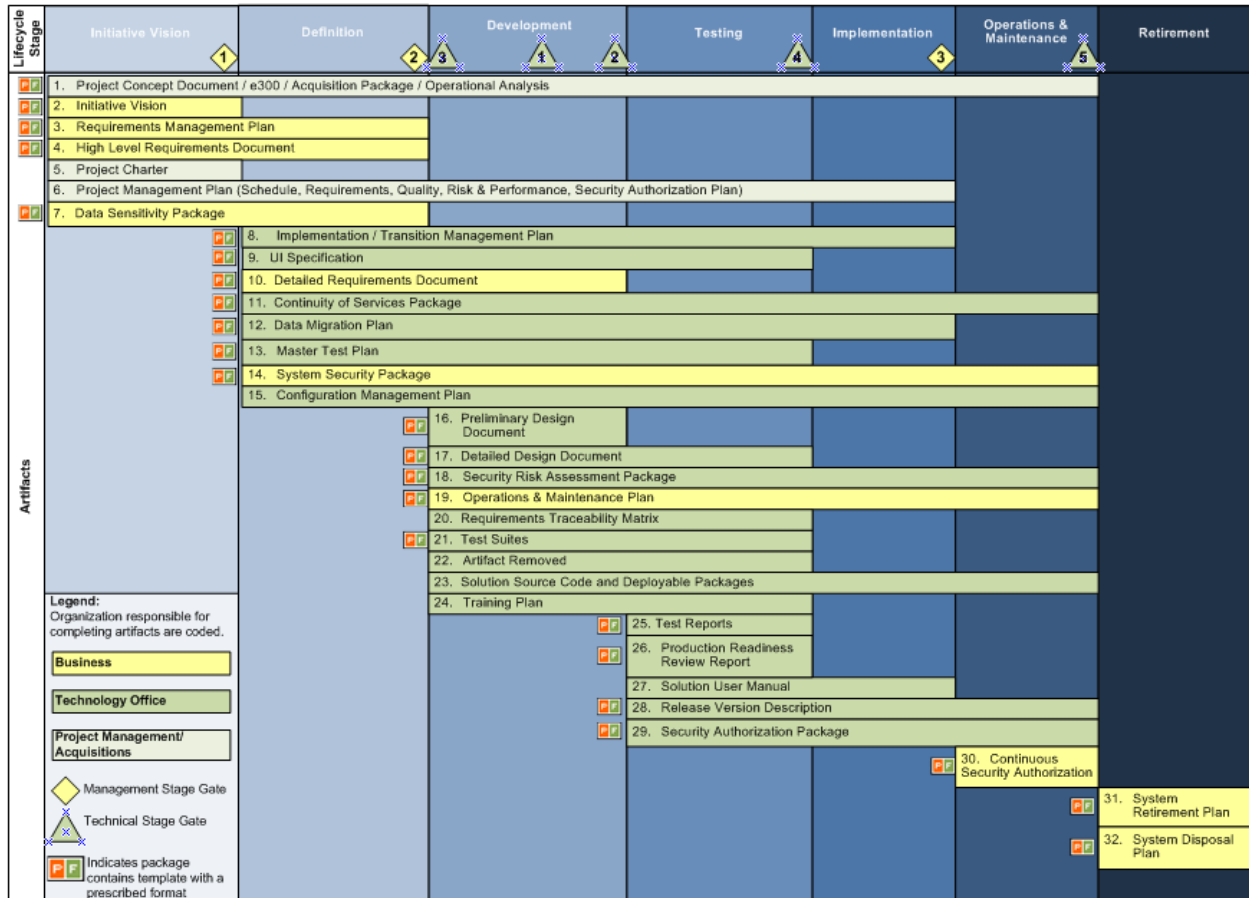 Lifecycle
Stage
Initiative Vision
Definition
Development
Testing
Implementation
Operations &
Maintenance
Retirement
1
2
3
1
2
4
3
5
Artifacts
P F 1. Project Concept Document / e300 / Acquisition Package / Operational Analysis
P F 2. Initiative Vision
P F 3. Requirements Management Plan
P F 4. High Level Requirements Document
5. Project Charter
6. Project Management Plan (Schedule, Requirements, Quality, Risk & Performance, Security Authorization Plan)
P F 7. Data Sensitivity Package
P F 8. Implementation / Transition Management Plan
P F 9. UI Specification
P F 10. Detailed Requirements Document
P F 11. Continuity of Services Package
P F 12. Data Migration Plan
P F 13. Master Test Plan
P F 14. System Security Package
15. Configuration Management Plan
P F 16. Preliminary Design
Document
P F 17. Detailed Design Document
P F 18. Security Risk Assessment Package
P F 19. Operations & Maintenance Plan
20. Requirements Traceability Matrix
P F 21. Test Suites
22. Artifact Removed
23. Solution Source Code and Deployable Packages
24. Training Plan
P F 25. Test Reports
P F 26. Production Readiness
Review Report
27. Solution User Manual
P F 28. Release Version Description
P F 29. Security Authorization Package
P F 30. Continuous
Security Authorization
P F 31. System
Retirement Plan
P F 32. System Disposal
Plan
Legend:
Organization responsible for
completing artifacts are coded.
Business
Technology Office
Project Management/
Acquisitions
Management Stage Gate
Technical Stage Gate
P F Indicates package
contains template with a
prescribed format